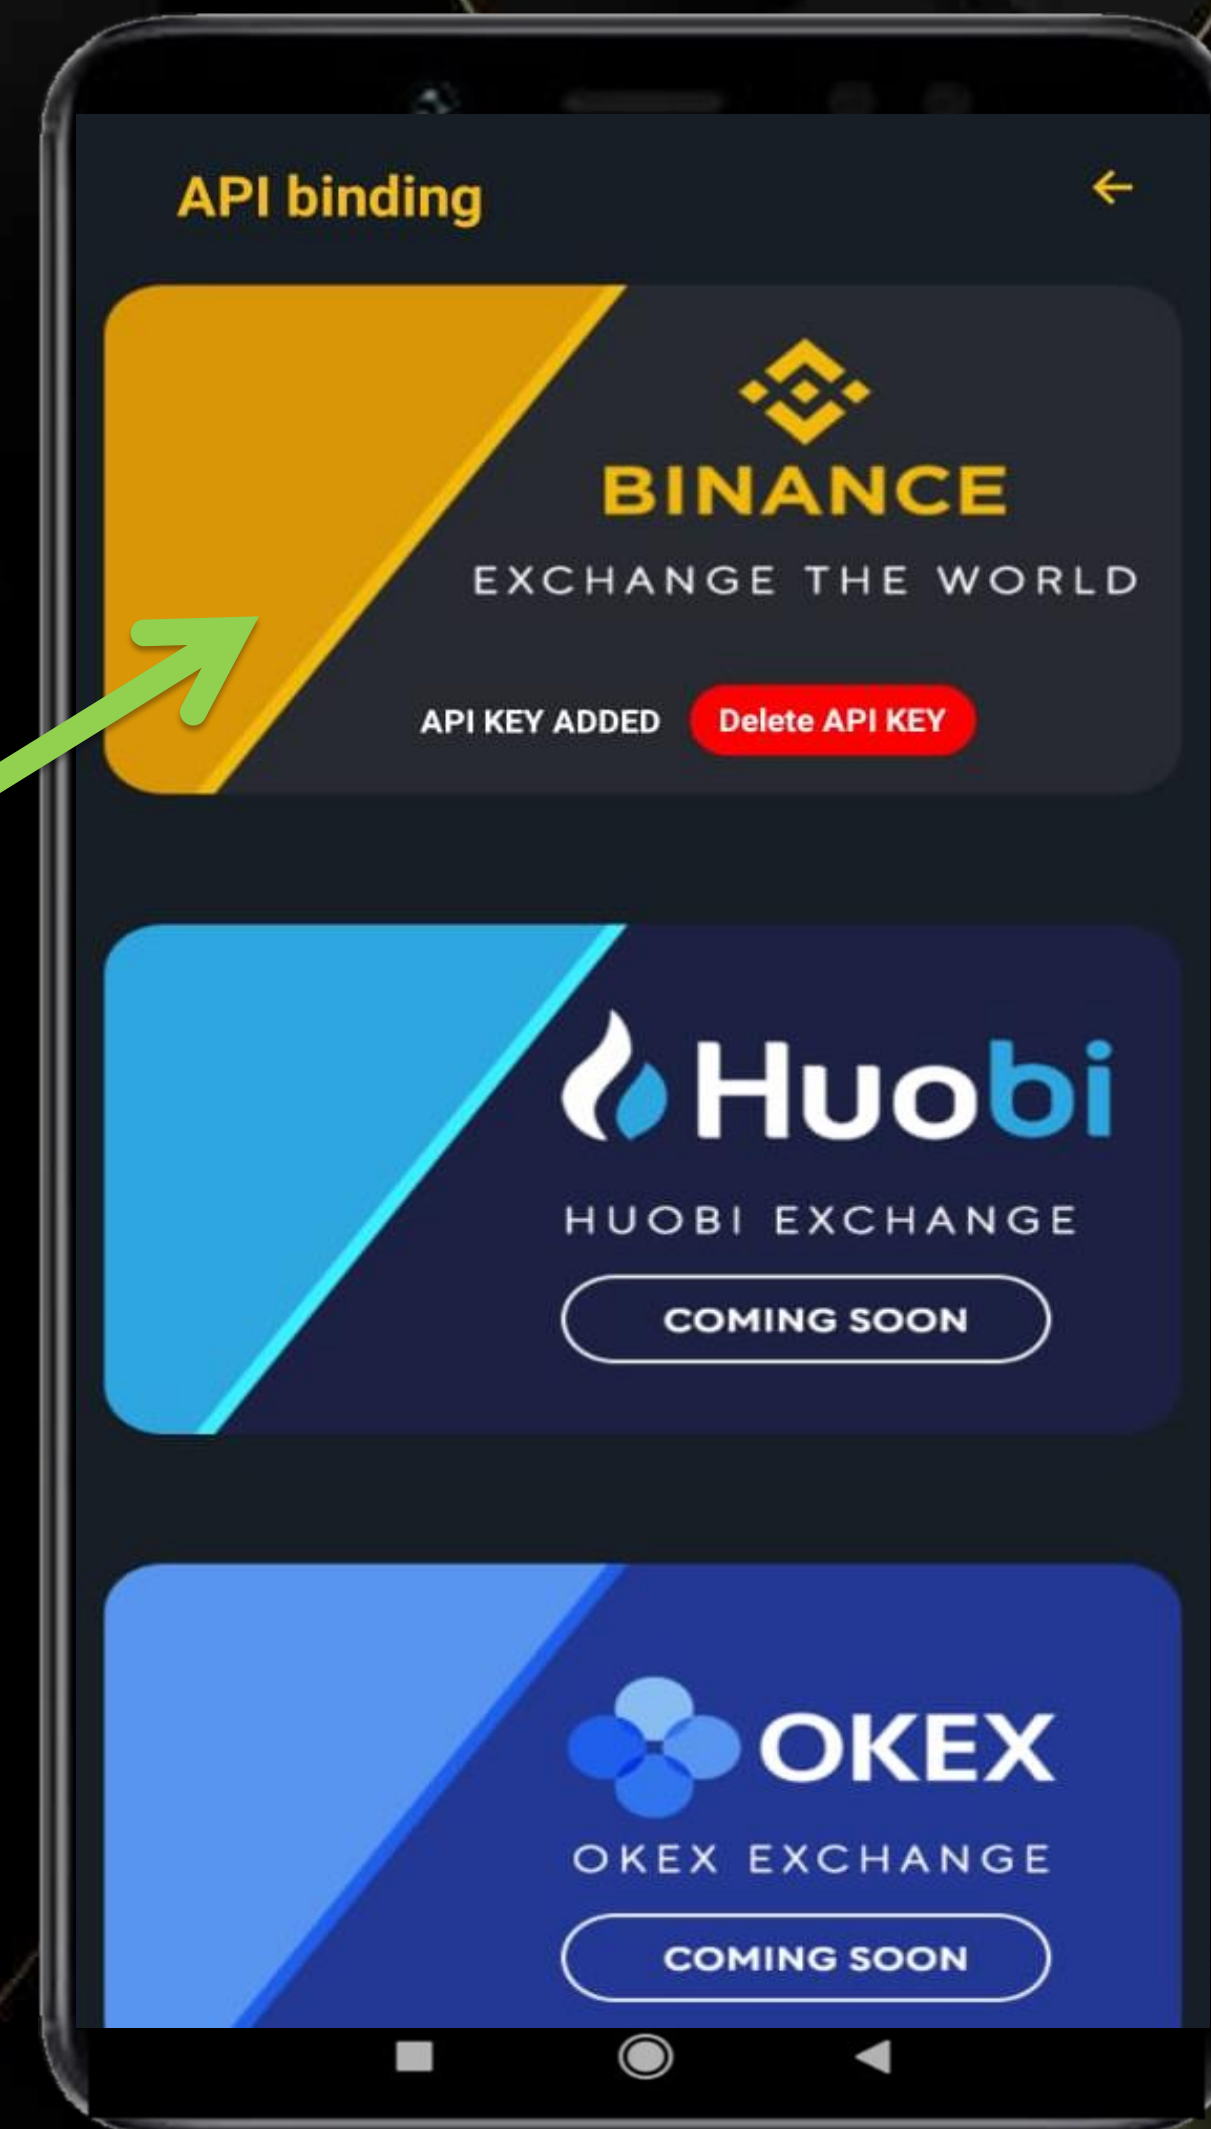 API binding
BINANCE
EXCHANGE THE WORLD
API KEY ADDED Delete API KEY
Huobi
HUOBI EXCHANGE
COMING SOON
OKEX
OKEX EXCHANGE
COMING SOON